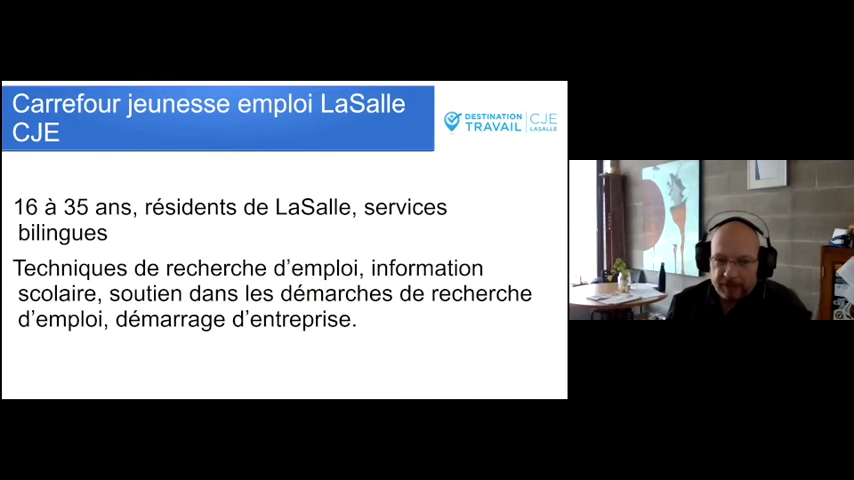 Carrefour jeunesse emploi LaSalle
CJE
DESTINATION
TRAVAIL
CJE
LASALLE
16 à 35 ans, résidents de LaSalle, services
bilingues
Techniques de recherche d’emploi, information
scolaire, soutien dans les démarches de recherche
d’emploi, démarrage d’entreprise.